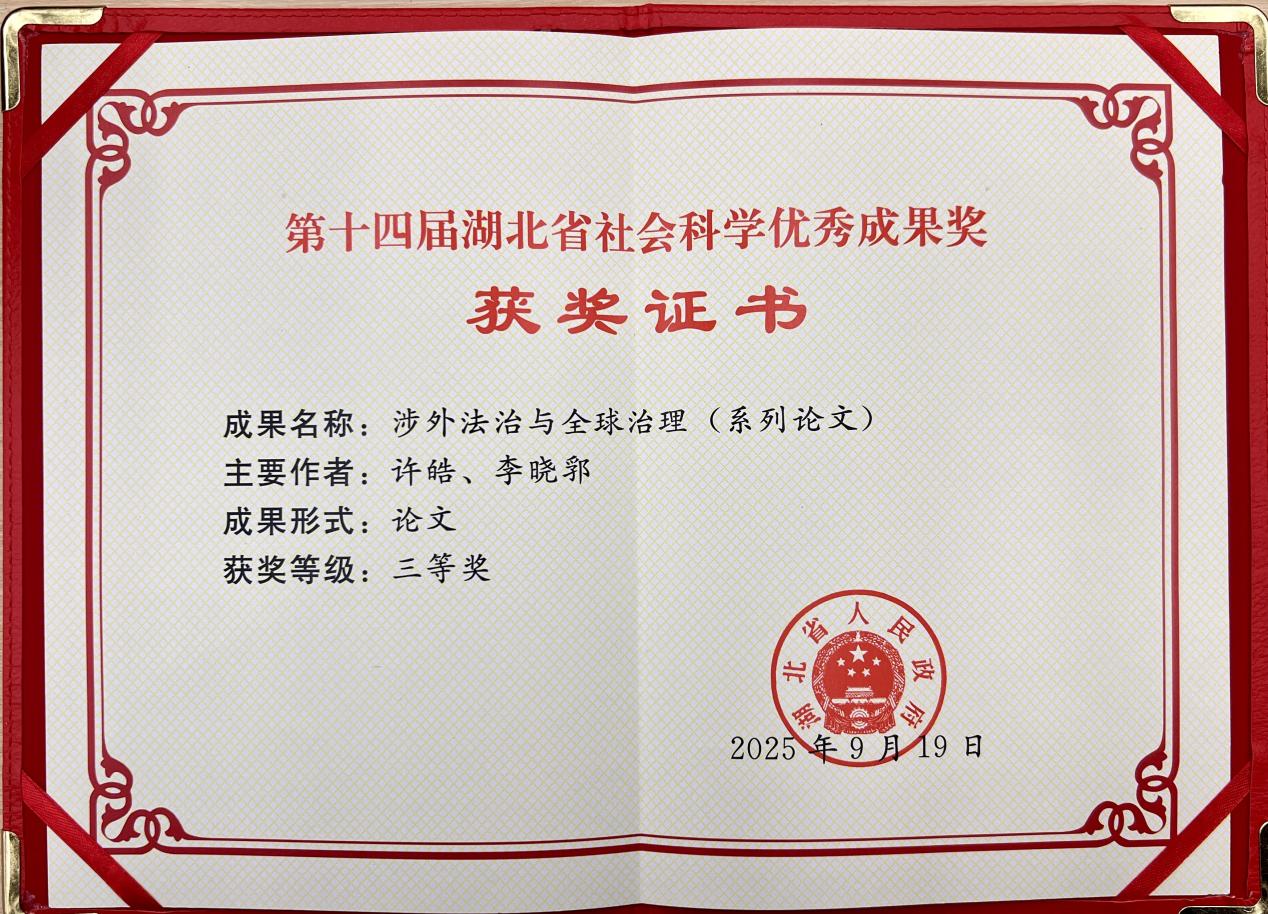 第十四届湖北省社会科学优秀成果奖
获奖证书
成果名称：涉外法治与全球治理（系列论文）
主要作者：许皓、李晓郛
成果形式：论文
获奖等级：三等奖
湖北省人民政府
2025年9月19日